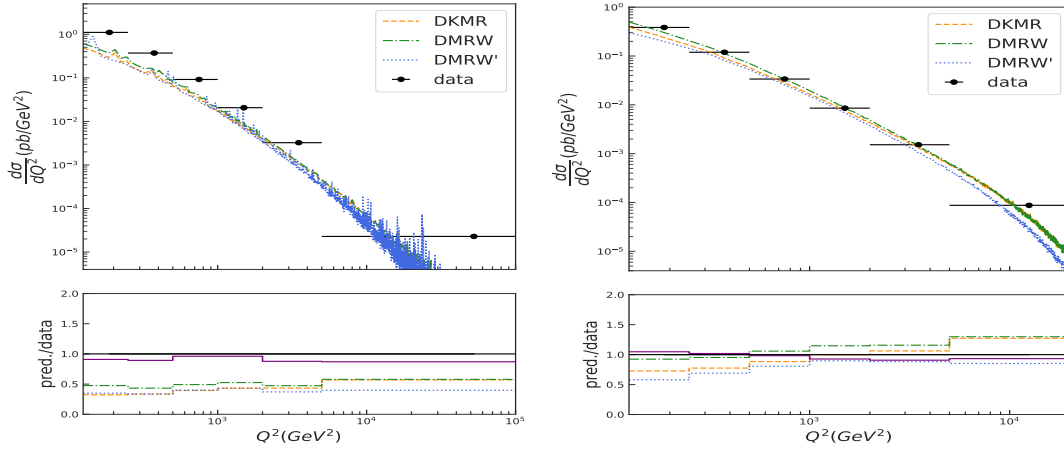 DKMR
DMRW
DMRW'
data
10⁰
10⁻¹
10⁻²
10⁻³
10⁻⁴
10⁻⁵
dσ/dQ² (pb/GeV²)
2.0
1.5
1.0
0.5
0.0
pred./data
10³ 10⁴ 10⁵
Q²(GeV²)
DKMR
DMRW
DMRW'
data
10⁰
10⁻¹
10⁻²
10⁻³
10⁻⁴
10⁻⁵
dσ/dQ² (pb/GeV²)
2.0
1.5
1.0
0.5
0.0
pred./data
10³ 10⁴
Q²(GeV²)